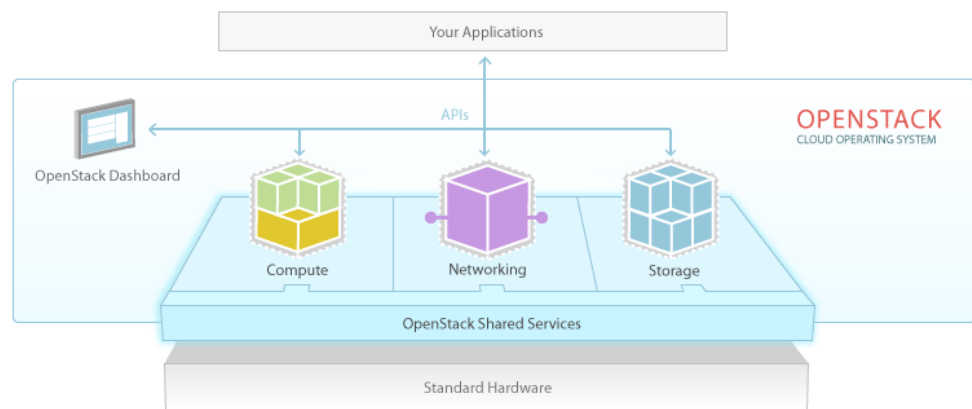 Your Applications
APIs
OPENSTACK
CLOUD OPERATING SYSTEM
OpenStack Dashboard
Compute
Networking
Storage
OpenStack Shared Services
Standard Hardware